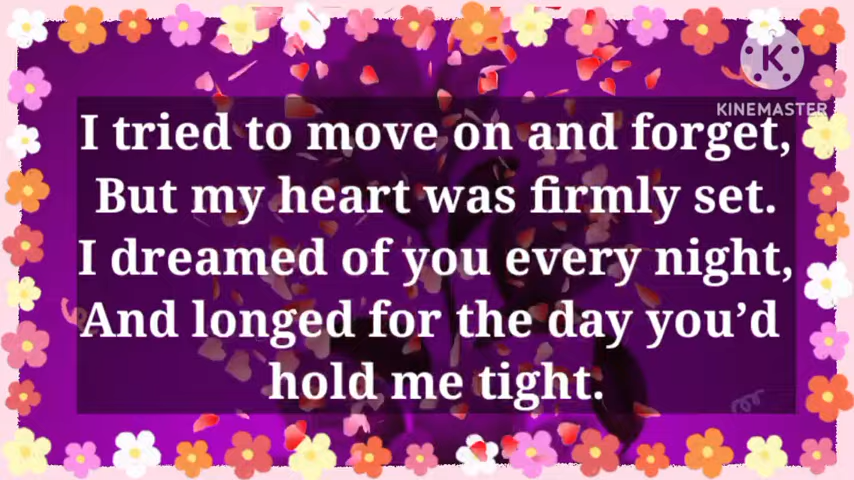 K
KINEMASTER
I tried to move on and forget,
But my heart was firmly set.
I dreamed of you every night,
And longed for the day you’d
hold me tight.